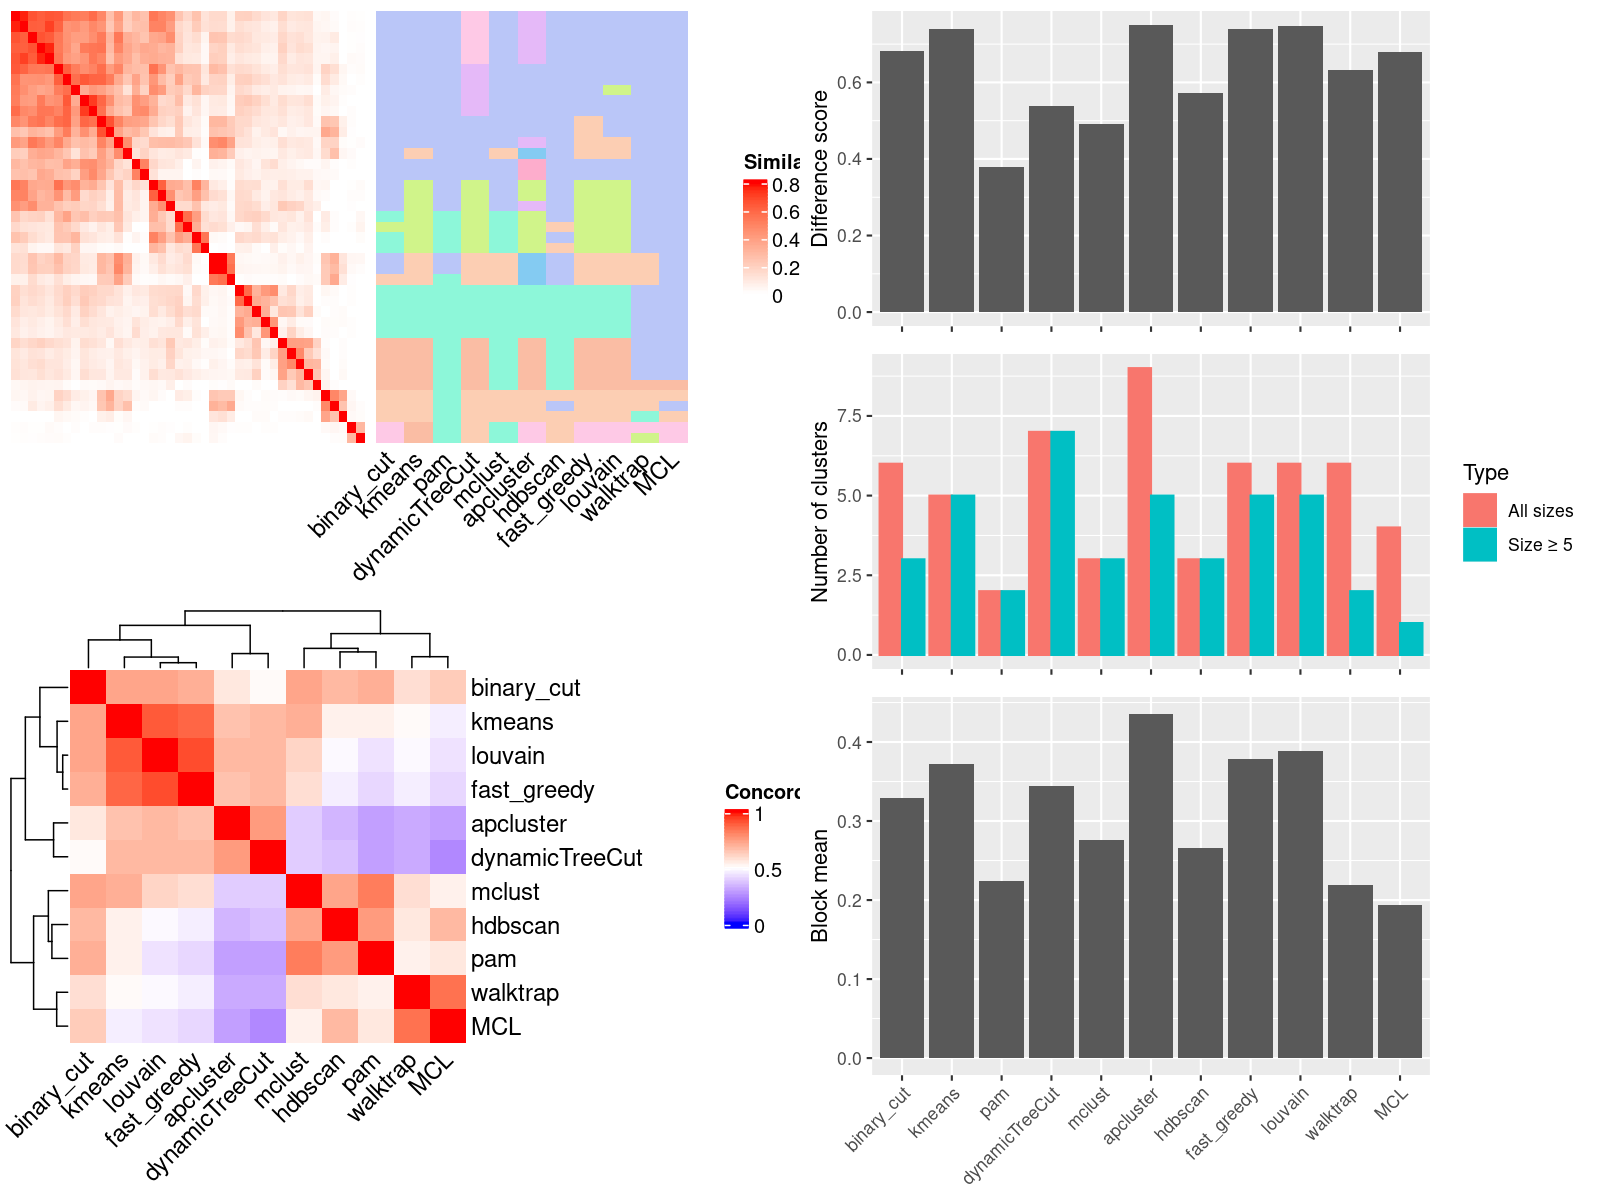 Simila
0.8
0.6
0.4
0.2
0
binary_cut
kmeans
pam
dynamicTreeCut
mclust
apcluster
hdbscan
fast_greedy
louvain
walktrap
MCL
binary_cut
kmeans
louvain
fast_greedy
apcluster
dynamicTreeCut
mclust
hdbscan
pam
walktrap
MCL
binary_cut
kmeans
louvain
fast_greedy
apcluster
dynamicTreeCut
mclust
hdbscan
pam
walktrap
MCL
Concord
1
0.5
0
Difference score
0.6
0.4
0.2
0.0
Number of clusters
7.5
5.0
2.5
0.0
Type
All sizes
Size ≥ 5
Block mean
0.4
0.3
0.2
0.1
0.0
binary_cut
kmeans
pam
dynamicTreeCut
mclust
apcluster
hdbscan
fast_greedy
louvain
walktrap
MCL